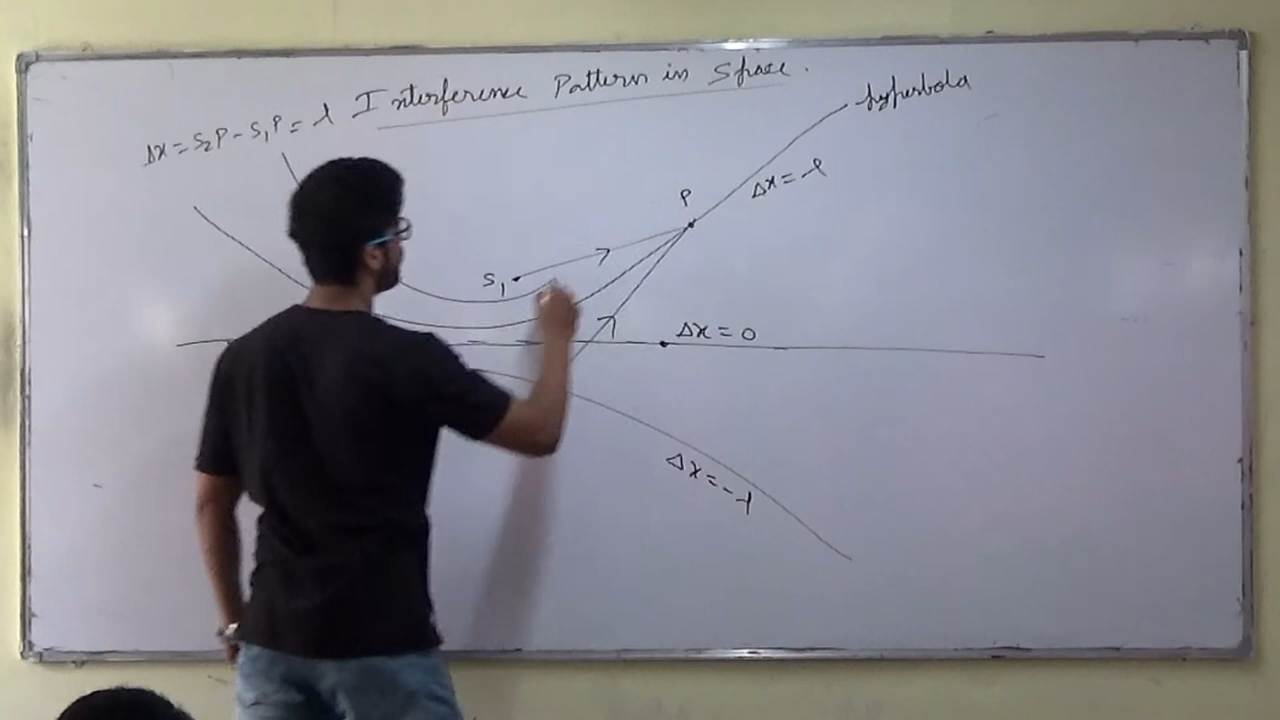 Interference Pattern in Space.
Δx = S₂P - S₁P = λ
hyperbola
Δx = λ
P
S₁
Δx = 0
Δx = -λ